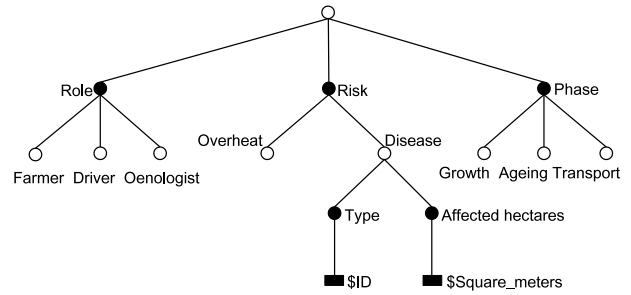 Role Risk Phase
Overheat Disease
Farmer Driver Oenologist Growth Ageing Transport
Type Affected hectares
$ID $Square_meters